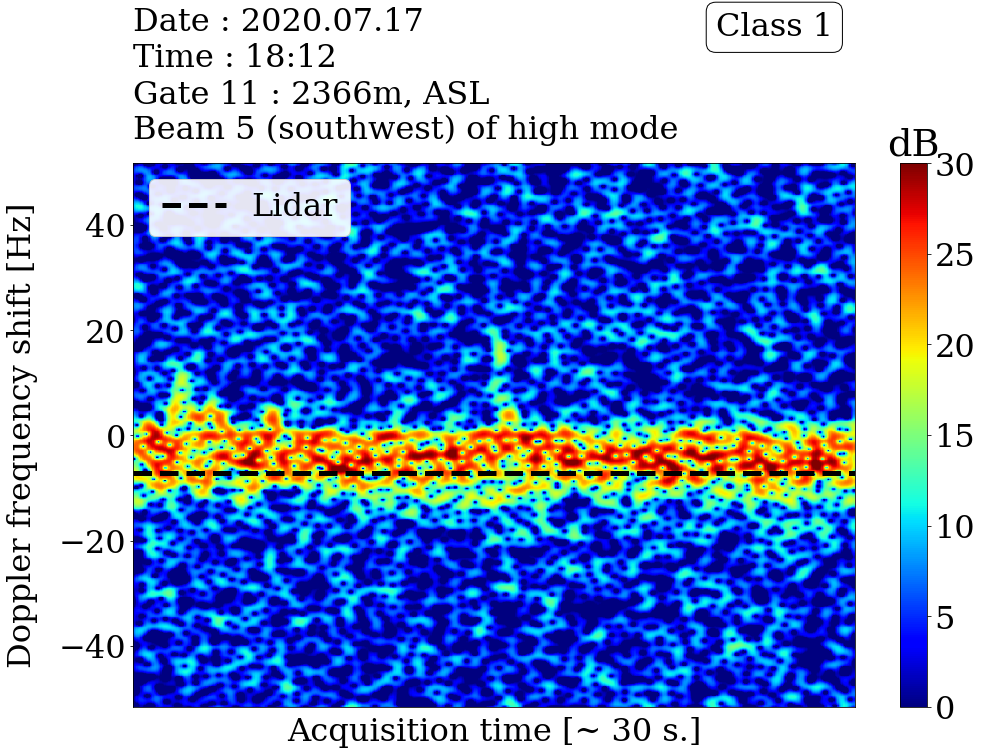 Date : 2020.07.17
Time : 18:12
Gate 11 : 2366m, ASL
Beam 5 (southwest) of high mode
Class 1
dB
Lidar
Doppler frequency shift [Hz]
40
20
0
−20
−40
Acquisition time [~ 30 s.]
30
25
20
15
10
5
0